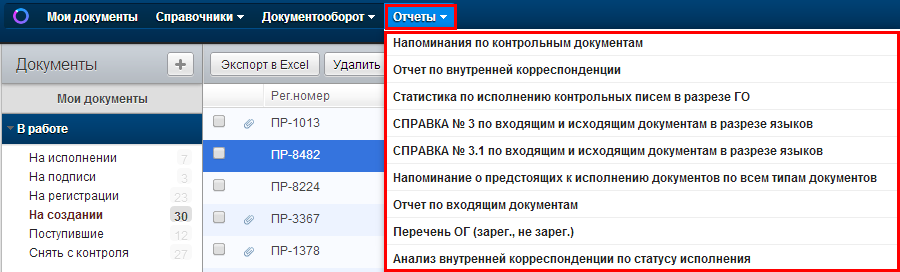 Мои документы Справочники Документооборот Отчеты
Документы +
Экспорт в Excel Удалить
Мои документы
Рег.номер
В работе
На исполнении 7
На подписи 3
На регистрации 23
На создании 30
Поступившие 12
Снять с контроля 27
ПР-1013
ПР-8482
ПР-8224
ПР-3367
ПР-1378
Напоминания по контрольным документам
Отчет по внутренней корреспонденции
Статистика по исполнению контрольных писем в разрезе ГО
СПРАВКА № 3 по входящим и исходящим документам в разрезе языков
СПРАВКА № 3.1 по входящим и исходящим документам в разрезе языков
Напоминание о предстоящих к исполнению документов по всем типам документов
Отчет по входящим документам
Перечень ОГ (зарег., не зарег.)
Анализ внутренней корреспонденции по статусу исполнения